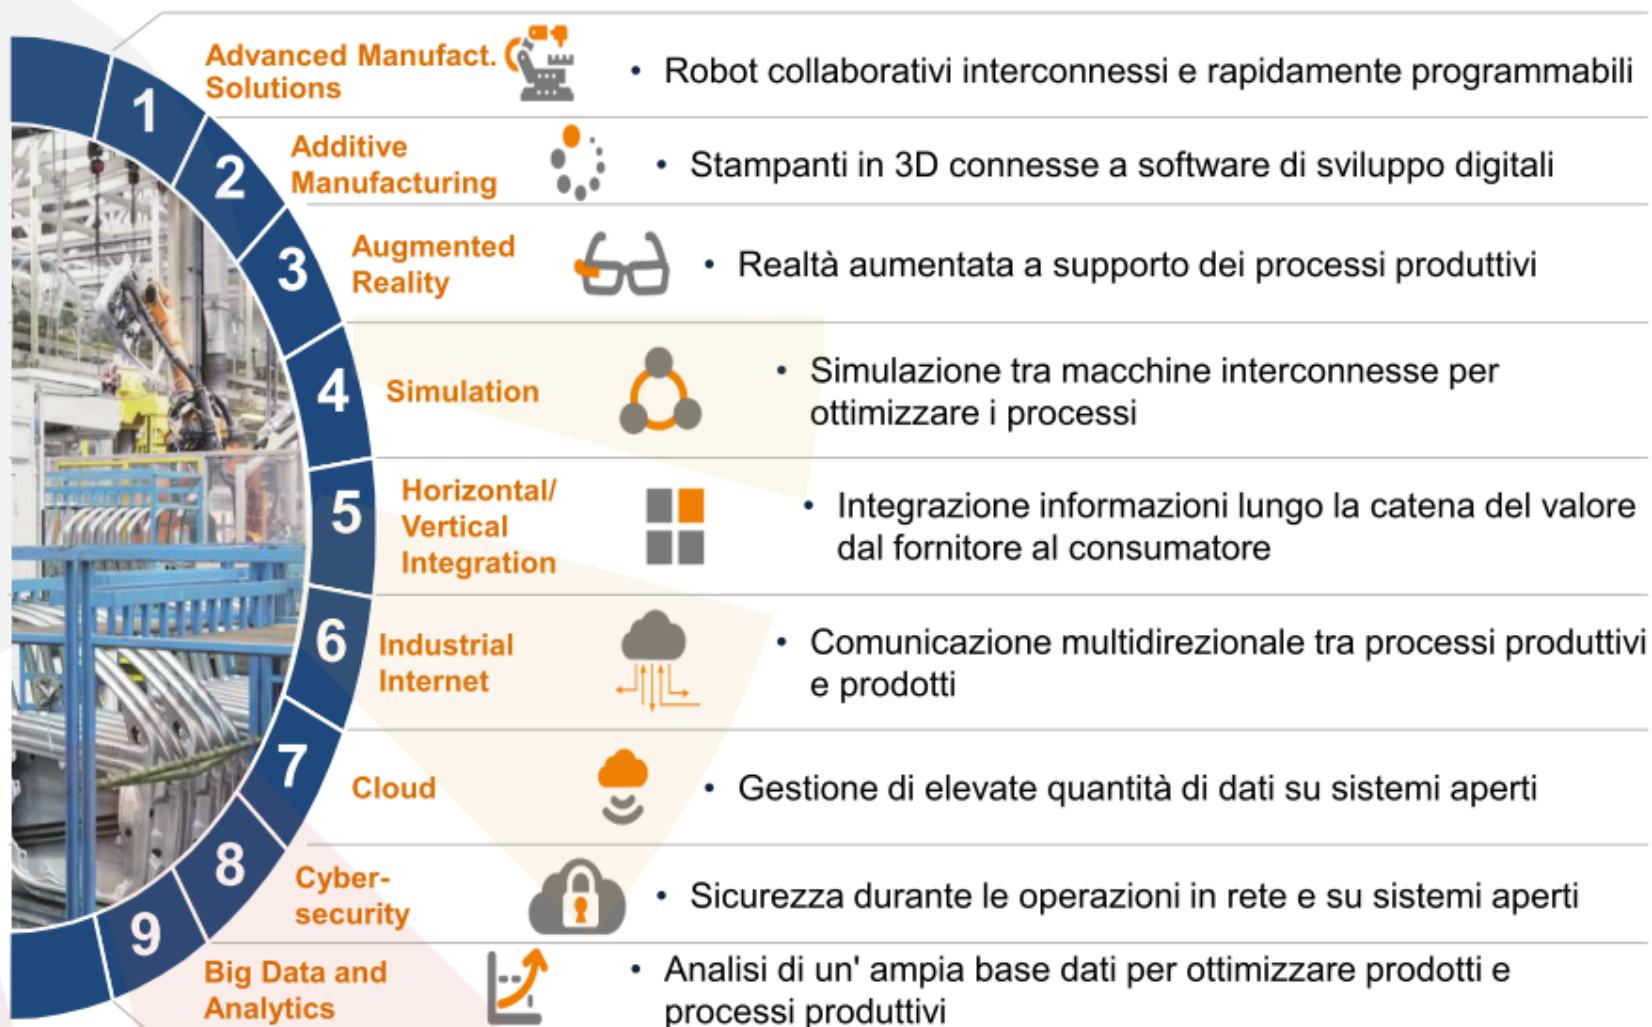 1
Advanced Manufact.
Solutions
• Robot collaborativi interconnessi e rapidamente programmabili
2
Additive
Manufacturing
• Stampanti in 3D connesse a software di sviluppo digitali
3
Augmented
Reality
• Realtà aumentata a supporto dei processi produttivi
4
Simulation
• Simulazione tra macchine interconnesse per
ottimizzare i processi
5
Horizontal/
Vertical
Integration
• Integrazione informazioni lungo la catena del valore
dal fornitore al consumatore
6
Industrial
Internet
• Comunicazione multidirezionale tra processi produttivi
e prodotti
7
Cloud
• Gestione di elevate quantità di dati su sistemi aperti
8
Cyber-
security
• Sicurezza durante le operazioni in rete e su sistemi aperti
9
Big Data and
Analytics
• Analisi di un' ampia base dati per ottimizzare prodotti e
processi produttivi